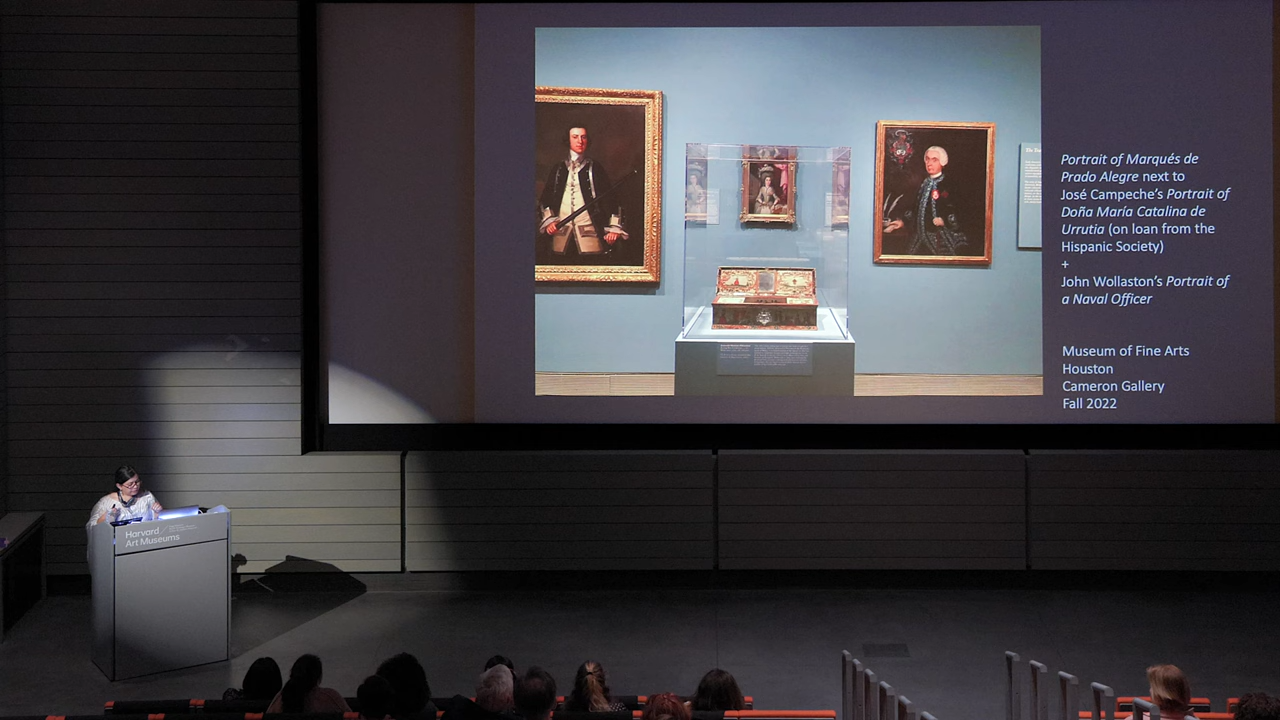 Portrait of Marqués de
Prado Alegre next to
José Campeche's Portrait of
Doña María Catalina de
Urrutia (on loan from the
Hispanic Society)
+
John Wollaston's Portrait of
a Naval Officer
Museum of Fine Arts
Houston
Cameron Gallery
Fall 2022
Harvard
Art Museums